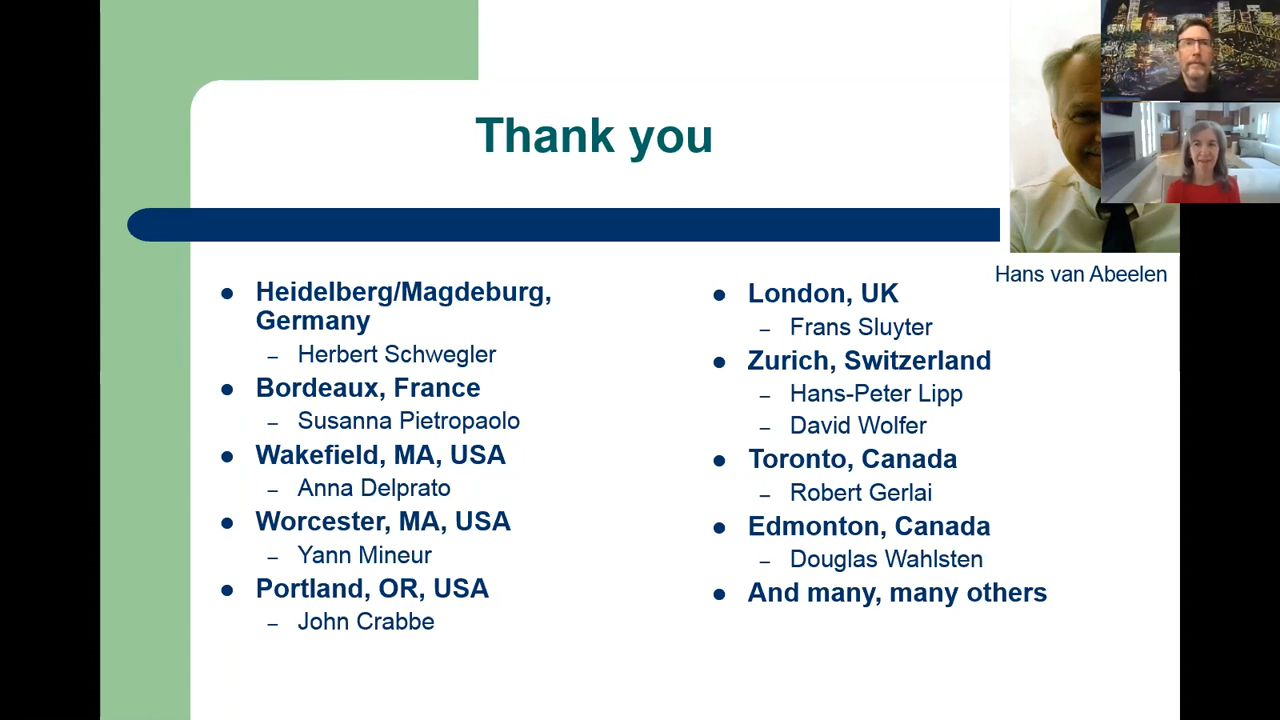 Thank you
Hans van Abeelen
● Heidelberg/Magdeburg,
Germany
– Herbert Schwegler
● Bordeaux, France
– Susanna Pietropaolo
● Wakefield, MA, USA
– Anna Delprato
● Worcester, MA, USA
– Yann Mineur
● Portland, OR, USA
– John Crabbe
● London, UK
– Frans Sluyter
● Zurich, Switzerland
– Hans-Peter Lipp
– David Wolfer
● Toronto, Canada
– Robert Gerlai
● Edmonton, Canada
– Douglas Wahlsten
● And many, many others